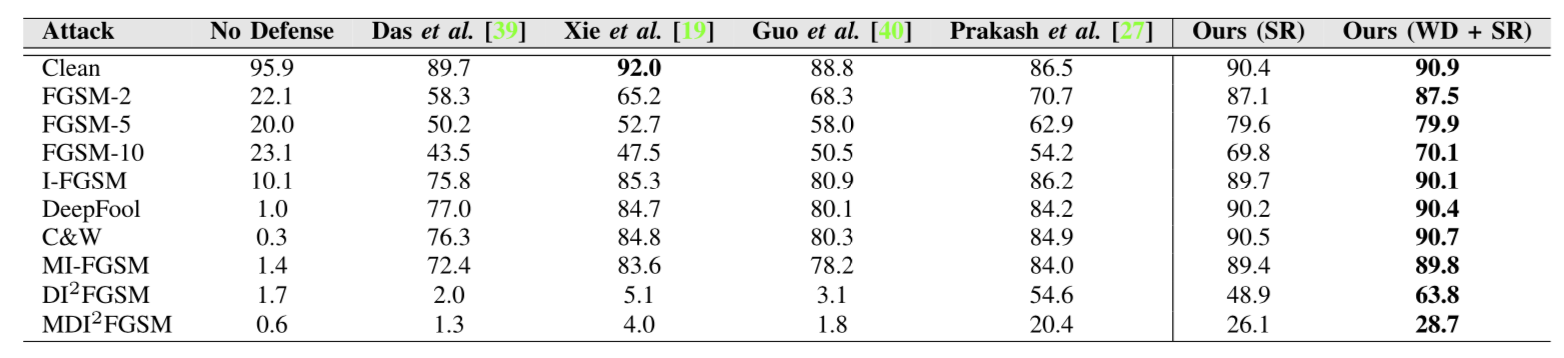 Attack No Defense Das et al. [39] Xie et al. [19] Guo et al. [40] Prakash et al. [27] Ours (SR) Ours (WD + SR)
Clean 95.9 89.7 92.0 88.8 86.5 90.4 90.9
FGSM-2 22.1 58.3 65.2 68.3 70.7 87.1 87.5
FGSM-5 20.0 50.2 52.7 58.0 62.9 79.6 79.9
FGSM-10 23.1 43.5 47.5 50.5 54.2 69.8 70.1
I-FGSM 10.1 75.8 85.3 80.9 86.2 89.7 90.1
DeepFool 1.0 77.0 84.7 80.1 84.2 90.2 90.4
C&W 0.3 76.3 84.8 80.3 84.9 90.5 90.7
MI-FGSM 1.4 72.4 83.6 78.2 84.0 89.4 89.8
DI²FGSM 1.7 2.0 5.1 3.1 54.6 48.9 63.8
MDI²FGSM 0.6 1.3 4.0 1.8 20.4 26.1 28.7